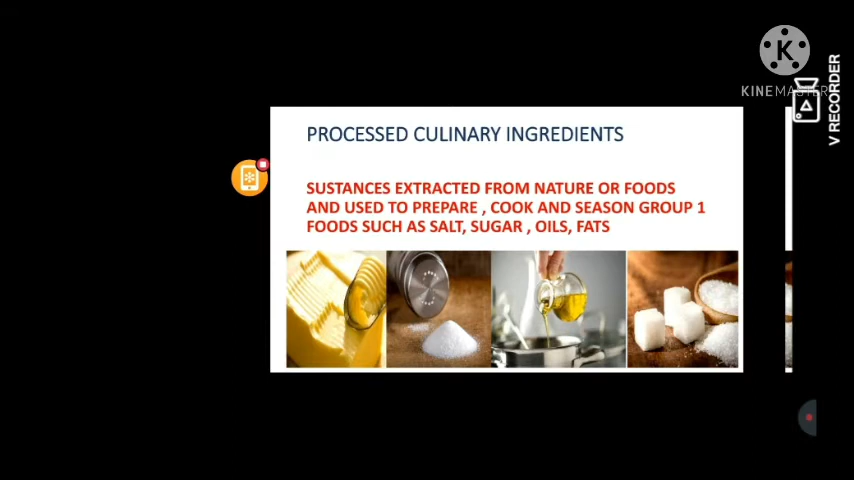 KINEMASTER
V RECORDER
PROCESSED CULINARY INGREDIENTS
SUSTANCES EXTRACTED FROM NATURE OR FOODS
AND USED TO PREPARE , COOK AND SEASON GROUP 1
FOODS SUCH AS SALT, SUGAR , OILS, FATS